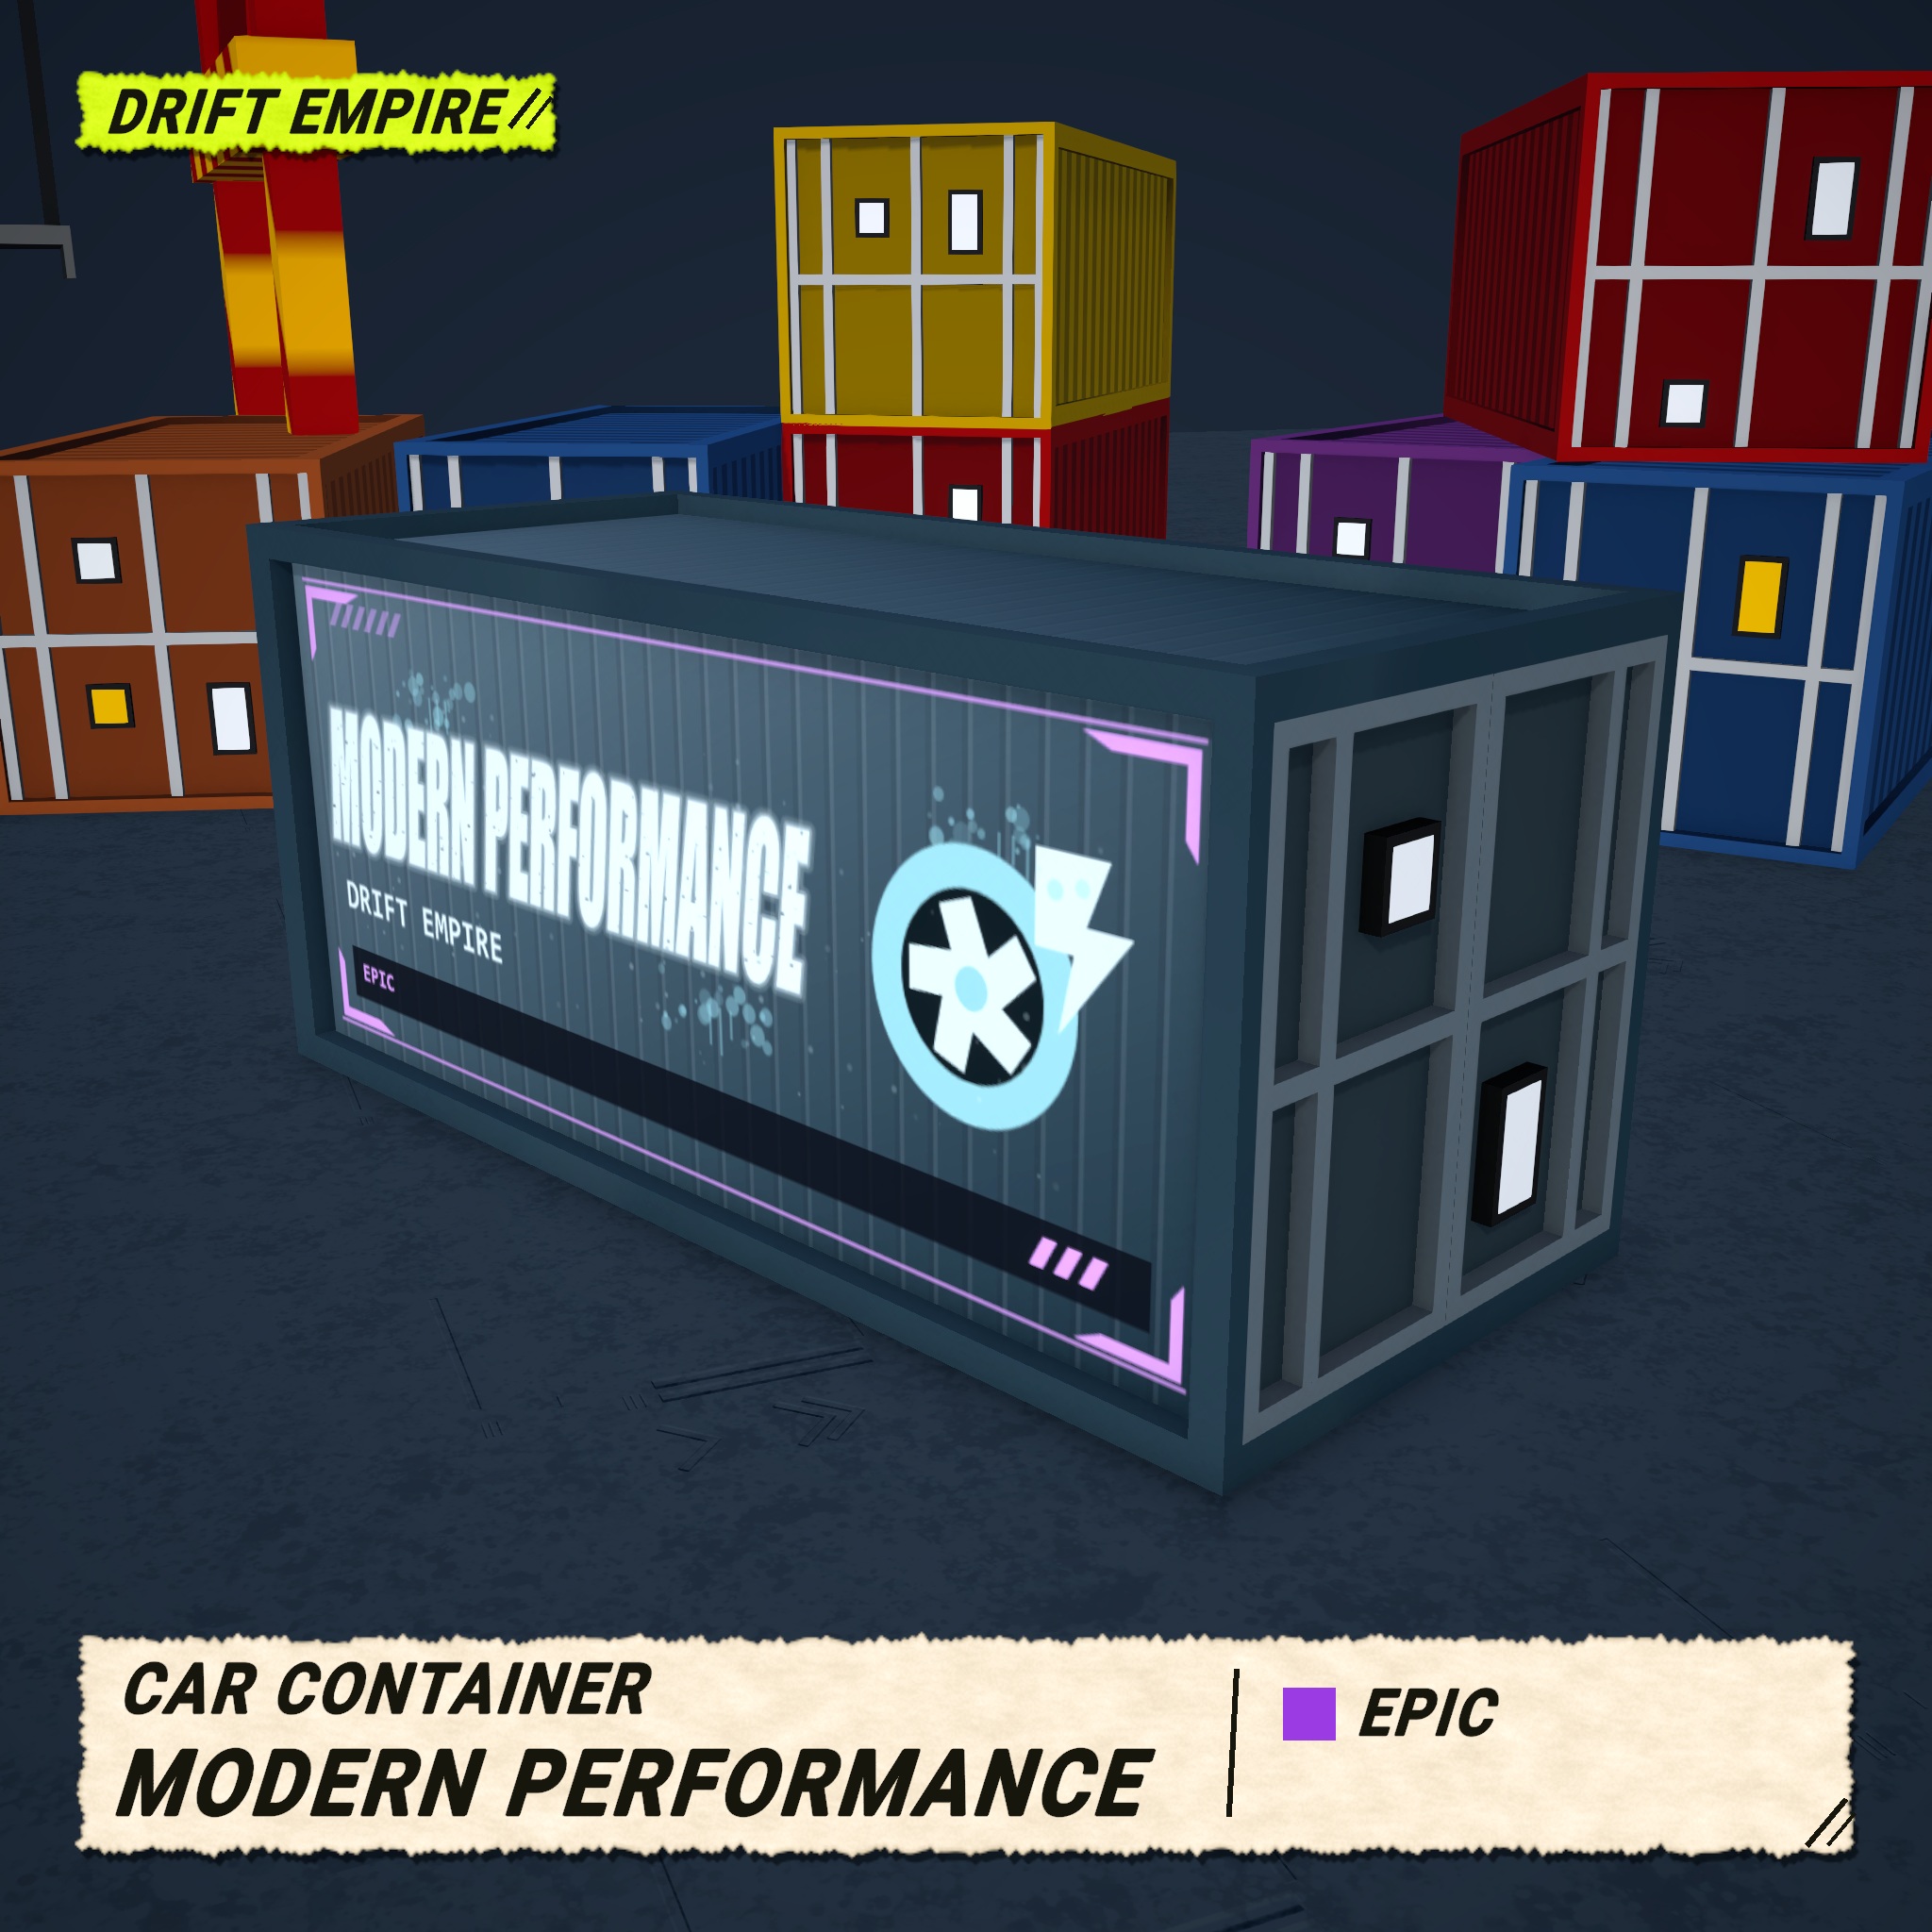 DRIFT EMPIRE//
MODERN PERFORMANCE
DRIFT EMPIRE
EPIC
CAR CONTAINER
MODERN PERFORMANCE
EPIC